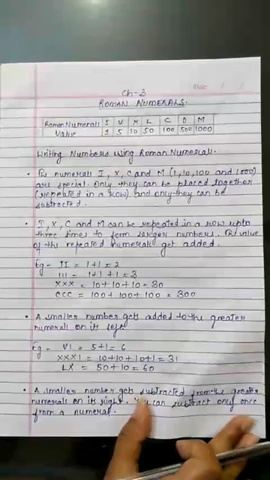 Ch-3
ROMAN NUMERALS
Roman Numerals I V X L C D M
Value 1 5 10 50 100 500 1000
Writing Numbers Using Roman Numerals.
• The numerals I, X, C and M (1, 10, 100 and 1000)
are special. Only they can be placed together
(repeated in a row) and only they can be
subtracted.
• I, X, C and M can be repeated in a row upto
three times to form larger numbers. The value
of the repeated numerals get added.
Eg - II = 1+1 = 2
III = 1+1+1 = 3
XXX = 10+10+10 = 30
CCC = 100+100+100 = 300
• A smaller number gets added to the greater
numeral on its left.
Eg - VI = 5+1 = 6
XXXI = 10+10+10+1 = 31
LX = 50+10 = 60
• A smaller number gets subtracted from the greater
numeral on its right. You can subtract only once
from a numeral.